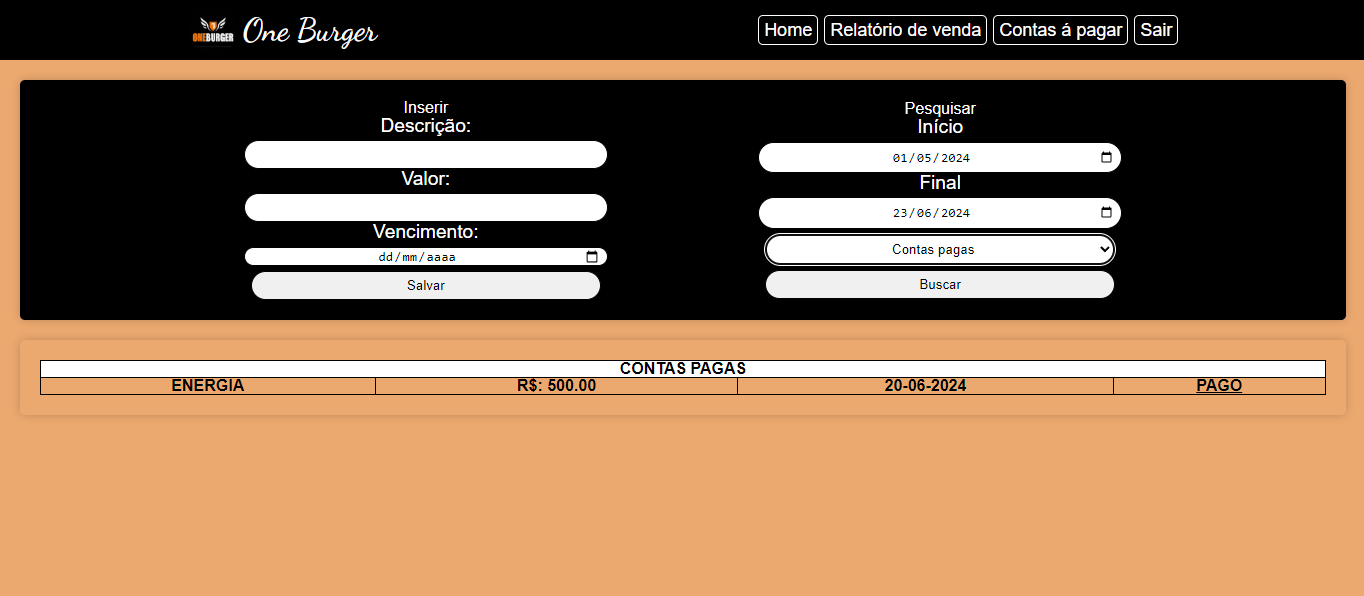 ONEBURGER One Burger Home Relatório de venda Contas á pagar Sair
Inserir
Descrição:
Valor:
Vencimento:
dd/mm/aaaa
Salvar
Pesquisar
Início
01/05/2024
Final
23/06/2024
Contas pagas
Buscar
CONTAS PAGAS
ENERGIA R$: 500.00 20-06-2024 PAGO